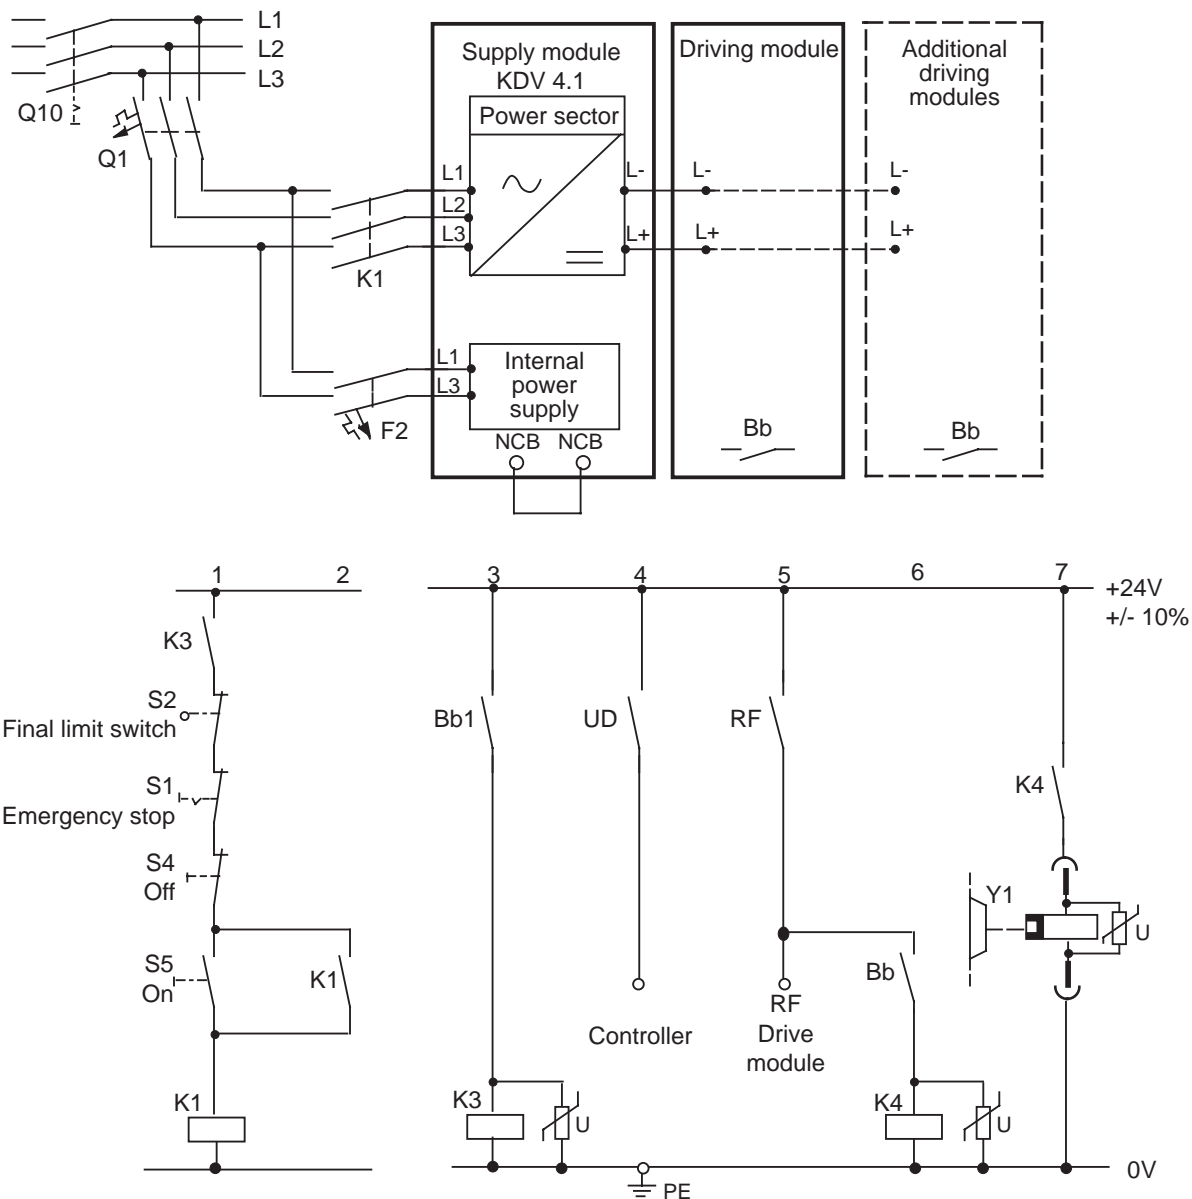 L1
L2
L3
Q10
Q1
K1
Supply module
KDV 4.1
Power sector
L1
L2
L3
L-
L+
Driving module
L-
L+
Additional
driving
modules
L-
L+
L1
L3
Internal
power
supply
F2
NCB NCB
Bb
Bb
1 2 3 4 5 6 7
+24V
+/- 10%
K3
S2
Final limit switch
S1
Emergency stop
S4
Off
S5
On
K1
K1
Bb1
UD
RF
K4
Y1
U
Bb
Controller
RF
Drive
module
K3
U
K4
U
0V
PE